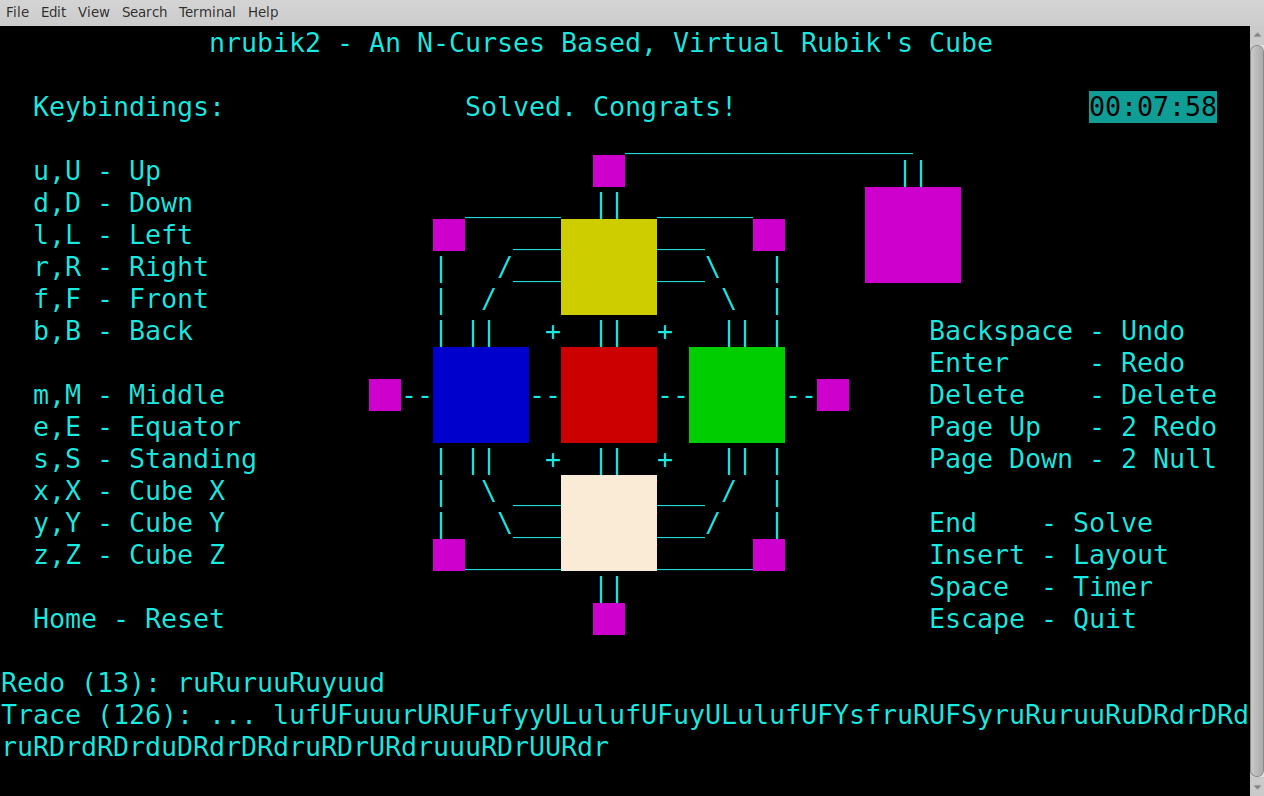 File Edit View Search Terminal Help
nrubik2 - An N-Curses Based, Virtual Rubik's Cube
Keybindings: Solved. Congrats! 00:07:58
u,U - Up
d,D - Down
l,L - Left
r,R - Right
f,F - Front
b,B - Back
m,M - Middle
e,E - Equator
s,S - Standing
x,X - Cube X
y,Y - Cube Y
z,Z - Cube Z
Home - Reset
Backspace - Undo
Enter - Redo
Delete - Delete
Page Up - 2 Redo
Page Down - 2 Null
End - Solve
Insert - Layout
Space - Timer
Escape - Quit
Redo (13): ruRuruuRuyuud
Trace (126): ... lufUFuuurURUFufyyULulufUFuyULulufUFYsfruRUFSyruRuruuRuDRdrDRd
ruRDrdRDrduDRdrDRdruRDrURdruuuRDrUURdr